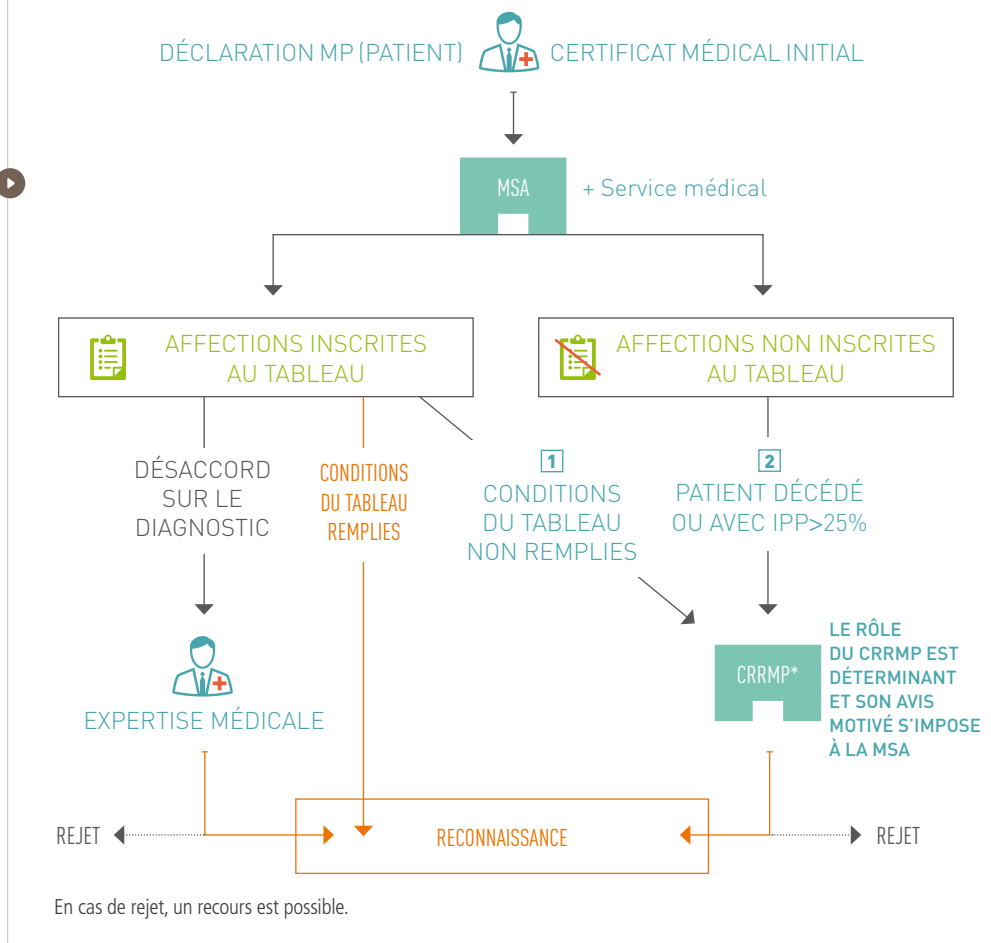 DÉCLARATION MP (PATIENT)
CERTIFICAT MÉDICAL INITIAL
MSA
+ Service médical
AFFECTIONS INSCRITES
AU TABLEAU
AFFECTIONS NON INSCRITES
AU TABLEAU
DÉSACCORD
SUR LE
DIAGNOSTIC
CONDITIONS
DU TABLEAU
REMPLIES
1
CONDITIONS
DU TABLEAU
NON REMPLIES
2
PATIENT DÉCÉDÉ
OU AVEC IPP>25%
EXPERTISE MÉDICALE
CRRMP*
LE RÔLE
DU CRRMP EST
DÉTERMINANT
ET SON AVIS
MOTIVÉ S'IMPOSE
À LA MSA
REJET
RECONNAISSANCE
REJET
En cas de rejet, un recours est possible.